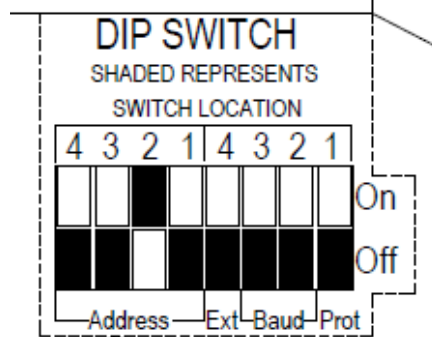 DIP SWITCH
SHADED REPRESENTS
SWITCH LOCATION
4 3 2 1 4 3 2 1
On
Off
Address Ext Baud Prot